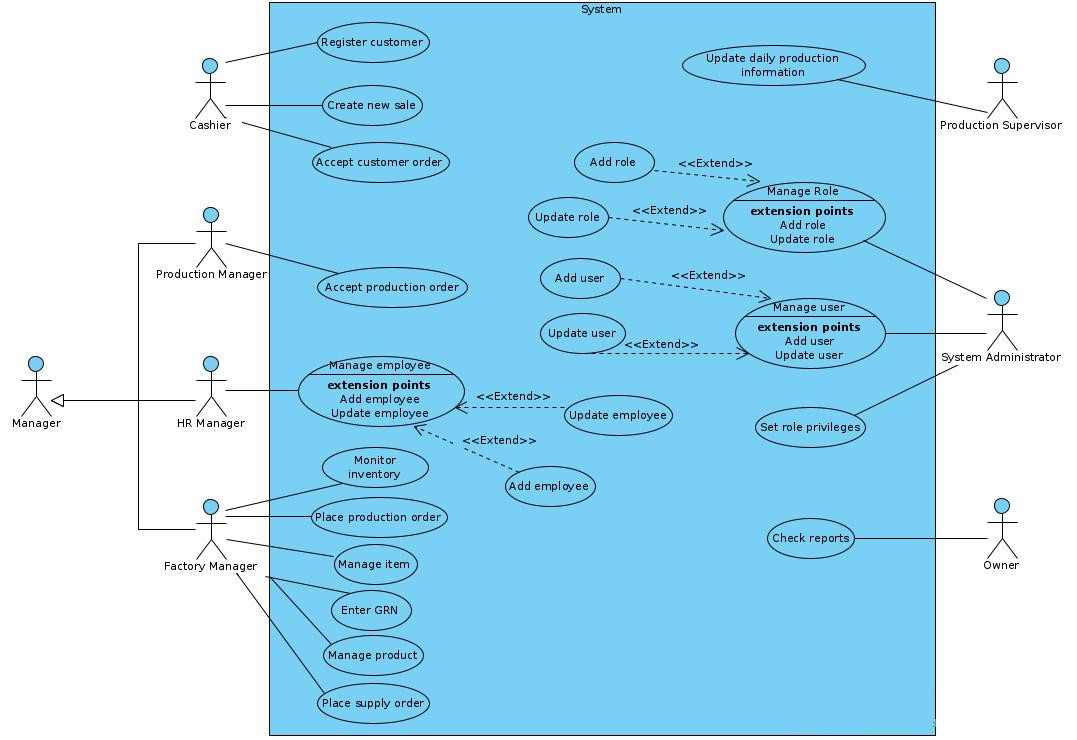 System
Register customer
Create new sale
Cashier
Accept customer order
Update daily production
information
Production Supervisor
Add role
<<Extend>>
Manage Role
extension points
Add role
Update role
Update role
<<Extend>>
Production Manager
Accept production order
Add user
<<Extend>>
Manage user
extension points
Add user
Update user
Update user
<<Extend>>
System Administrator
Manager
HR Manager
Manage employee
extension points
Add employee
Update employee
<<Extend>>
Update employee
<<Extend>>
Add employee
Set role privileges
Monitor
inventory
Place production order
Factory Manager
Manage item
Enter GRN
Manage product
Place supply order
Check reports
Owner